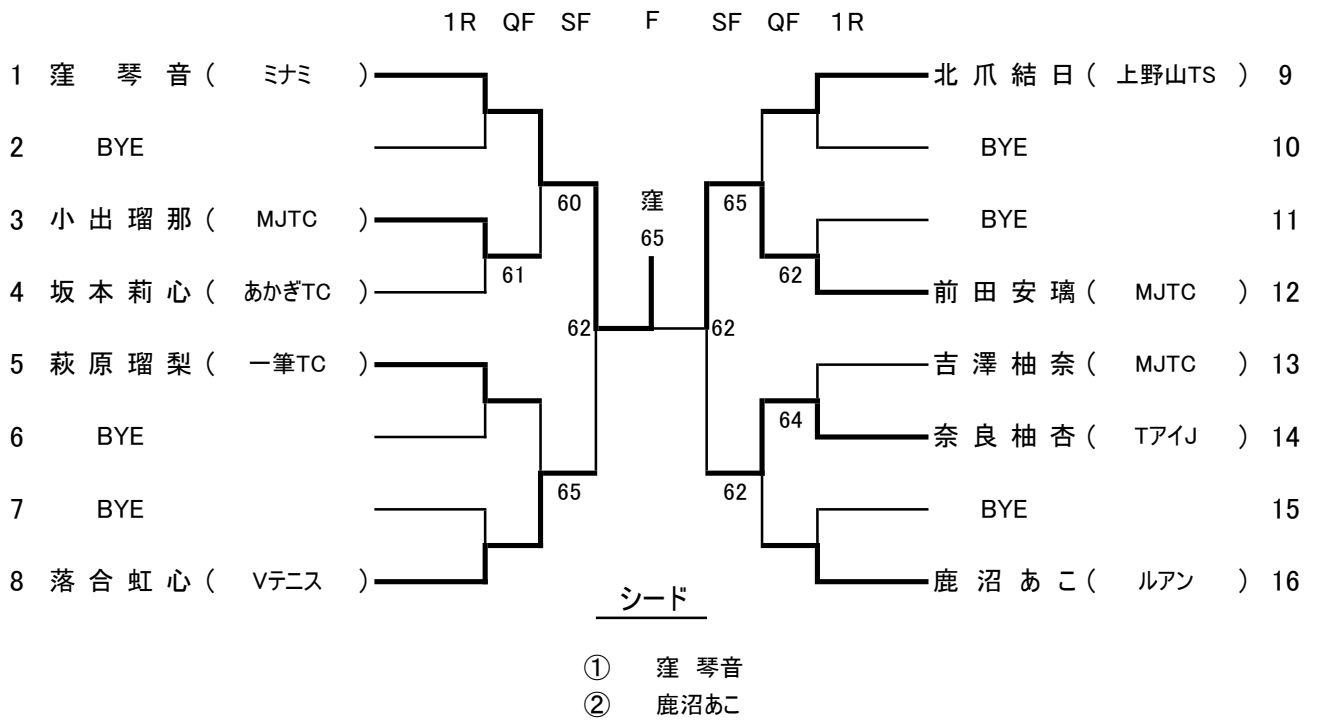 1R QF SF F SF QF 1R
1 窪 琴 音 ( ミナミ ) 北 爪 結 日 ( 上野山TS ) 9
2 BYE BYE 10
60 窪 65
3 小 出 瑠 那 ( MJTC ) BYE 11
65
61 62
4 坂 本 莉 心 ( あかぎTC ) 前 田 安 璃 ( MJTC ) 12
62 62
5 萩 原 瑠 梨 ( 一筆TC ) 吉 澤 柚 奈 ( MJTC ) 13
64
6 BYE 奈 良 柚 杏 ( TアイJ ) 14
65 62
7 BYE BYE 15
8 落 合 虹 心 ( Vテニス ) 鹿 沼 あ こ ( ルアン ) 16
シード
① 窪 琴音
② 鹿沼あこ